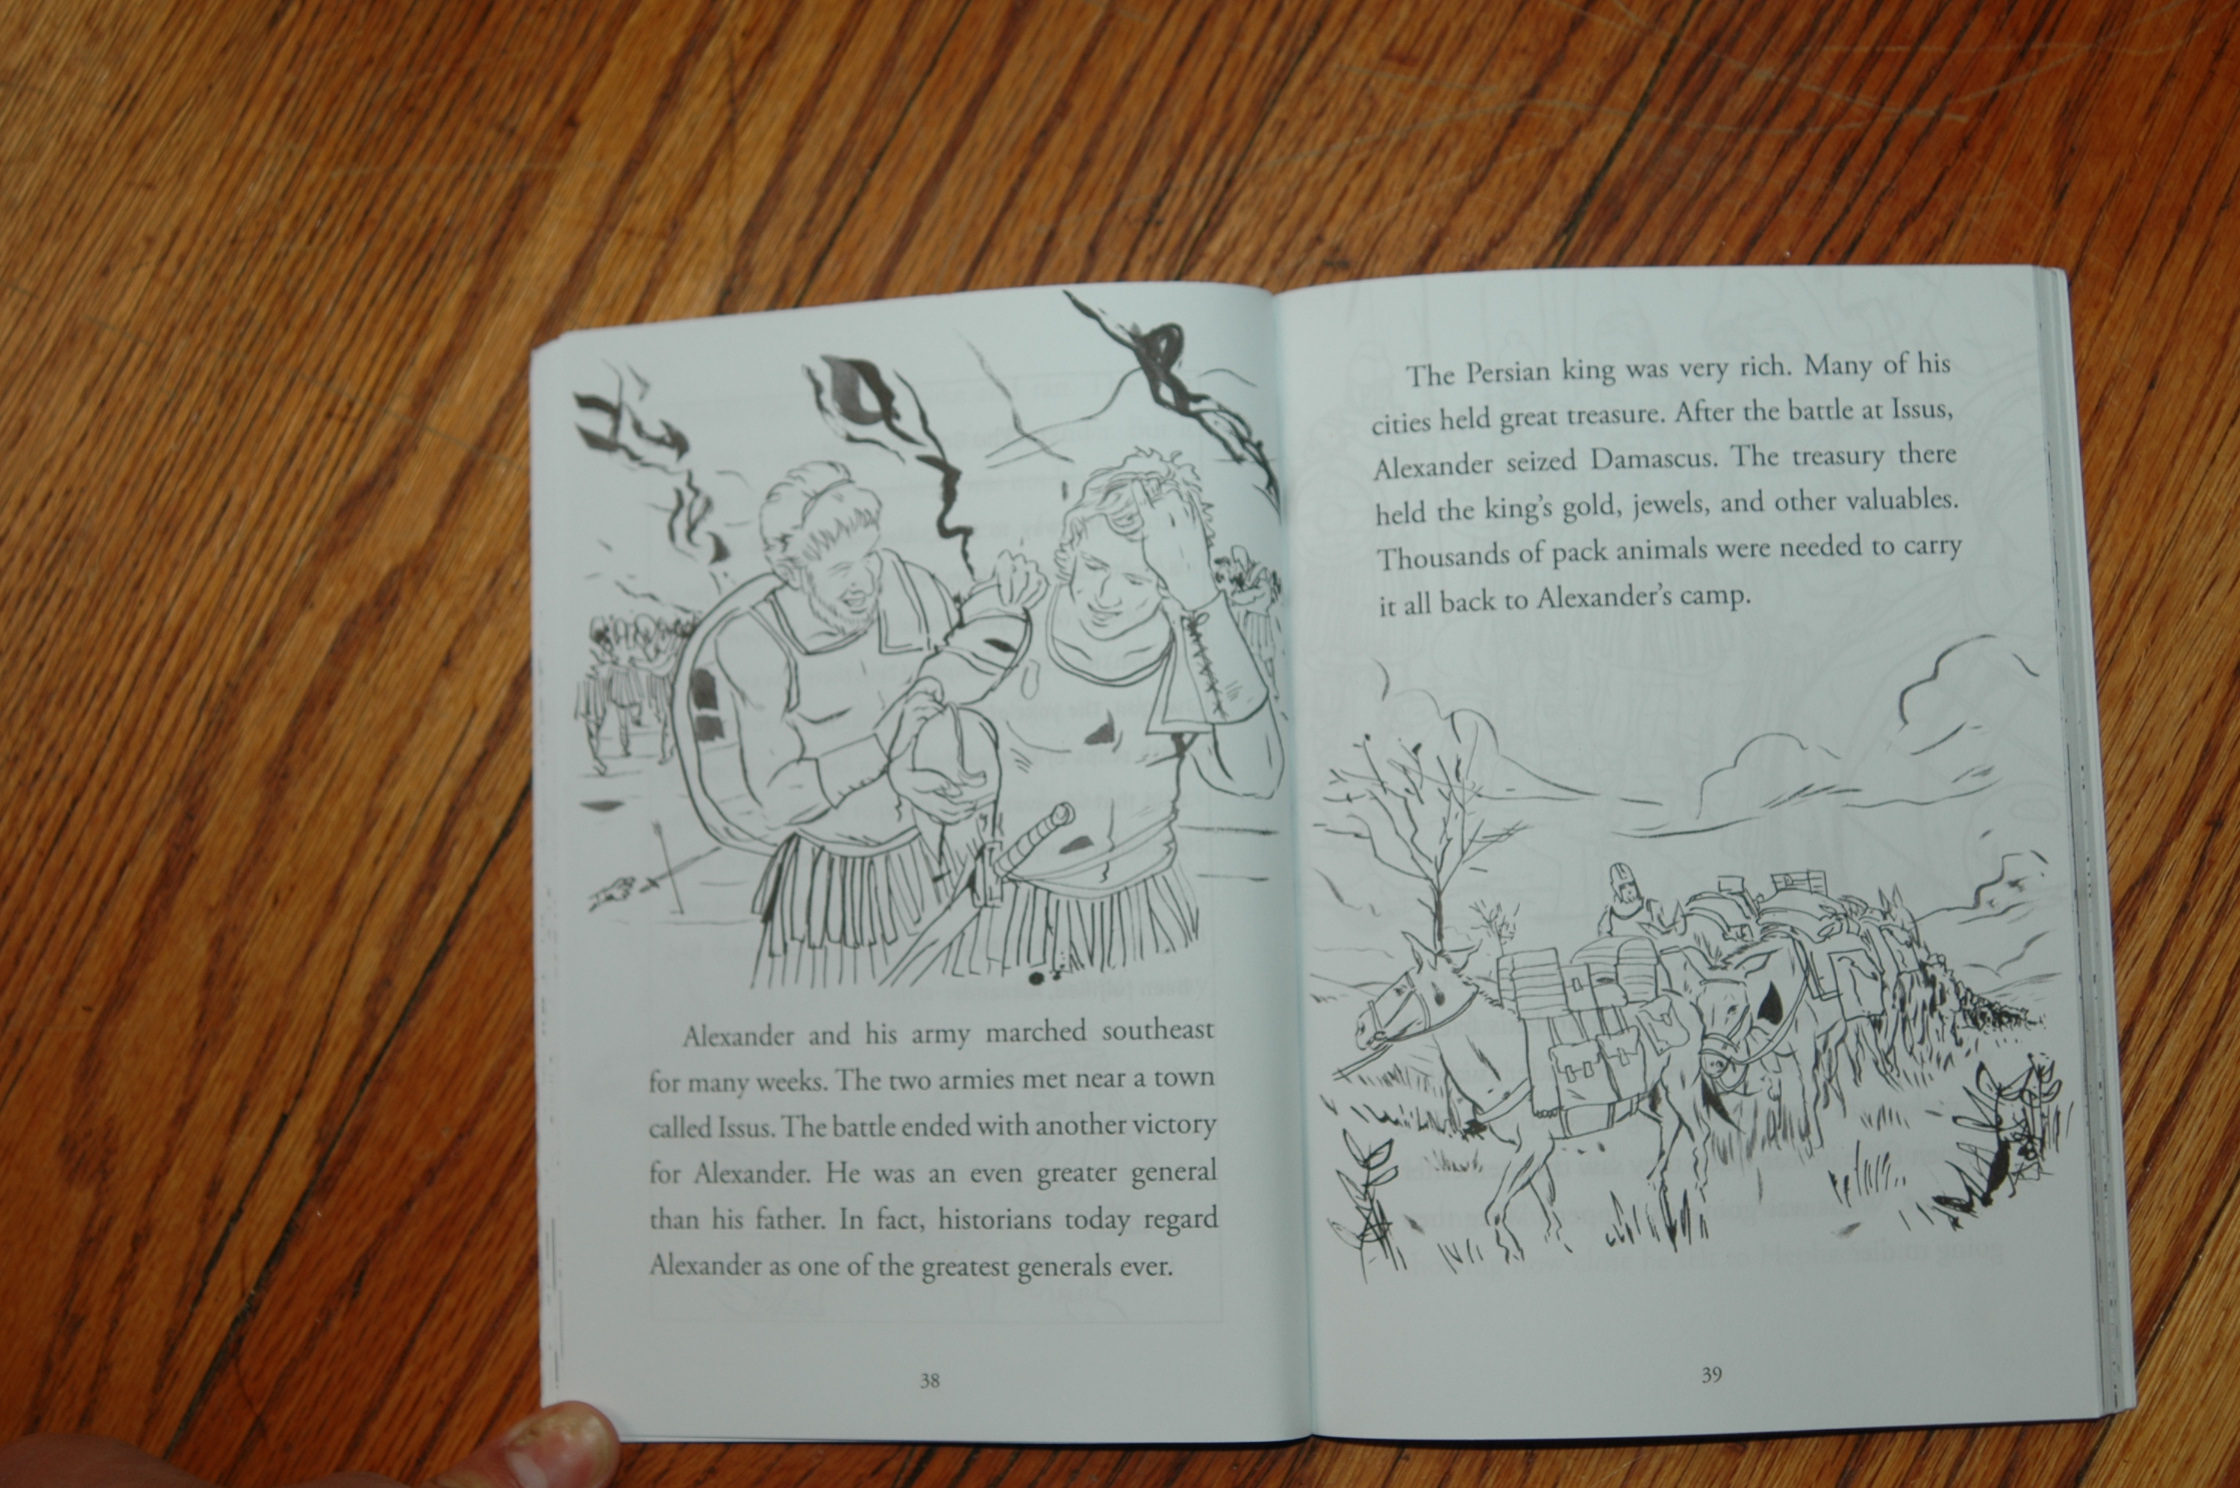 Alexander and his army marched southeast
for many weeks. The two armies met near a town
called Issus. The battle ended with another victory
for Alexander. He was an even greater general
than his father. In fact, historians today regard
Alexander as one of the greatest generals ever.
38
The Persian king was very rich. Many of his
cities held great treasure. After the battle at Issus,
Alexander seized Damascus. The treasury there
held the king's gold, jewels, and other valuables.
Thousands of pack animals were needed to carry
it all back to Alexander's camp.
39